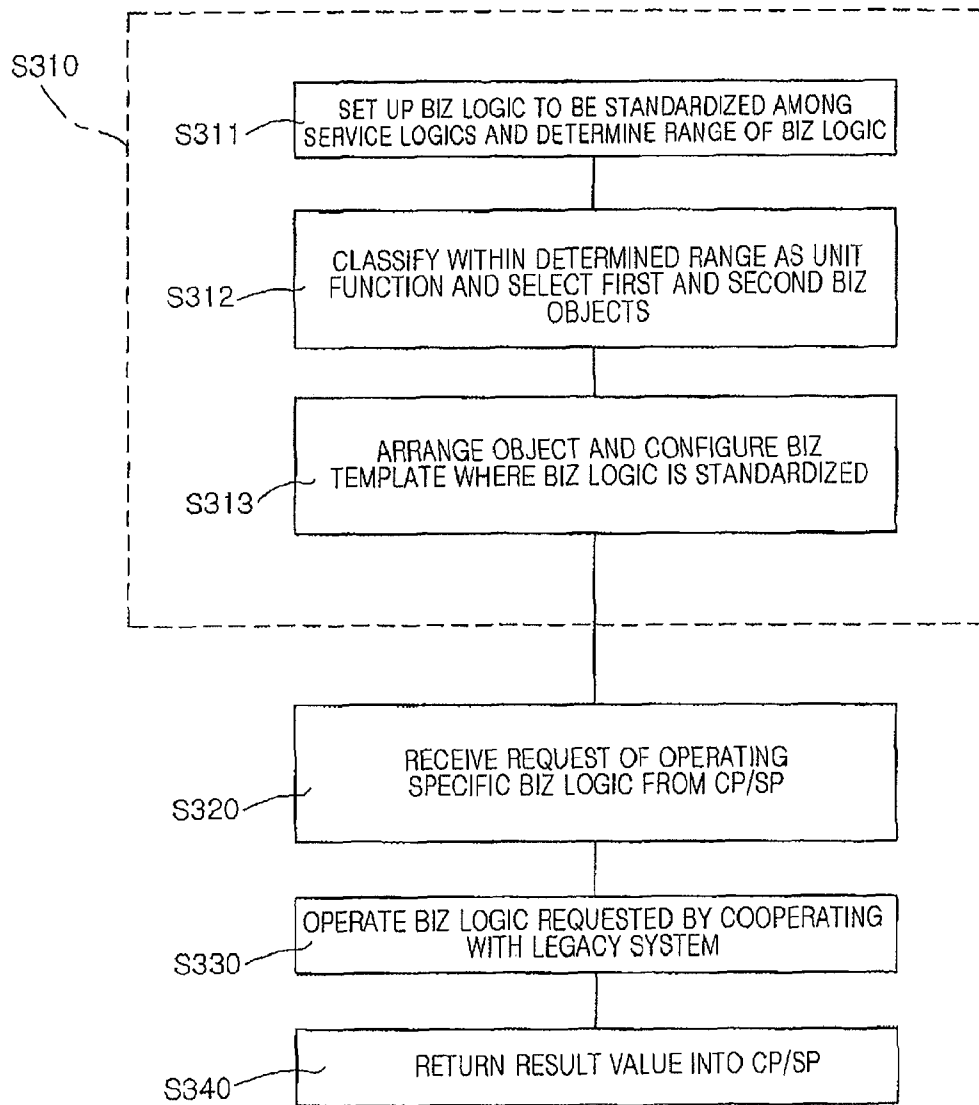 S310
S311
SET UP BIZ LOGIC TO BE STANDARDIZED AMONG
SERVICE LOGICS AND DETERMINE RANGE OF BIZ LOGIC
S312
CLASSIFY WITHIN DETERMINED RANGE AS UNIT
FUNCTION AND SELECT FIRST AND SECOND BIZ
OBJECTS
S313
ARRANGE OBJECT AND CONFIGURE BIZ
TEMPLATE WHERE BIZ LOGIC IS STANDARDIZED
S320
RECEIVE REQUEST OF OPERATING
SPECIFIC BIZ LOGIC FROM CP/SP
S330
OPERATE BIZ LOGIC REQUESTED BY COOPERATING
WITH LEGACY SYSTEM
S340
RETURN RESULT VALUE INTO CP/SP